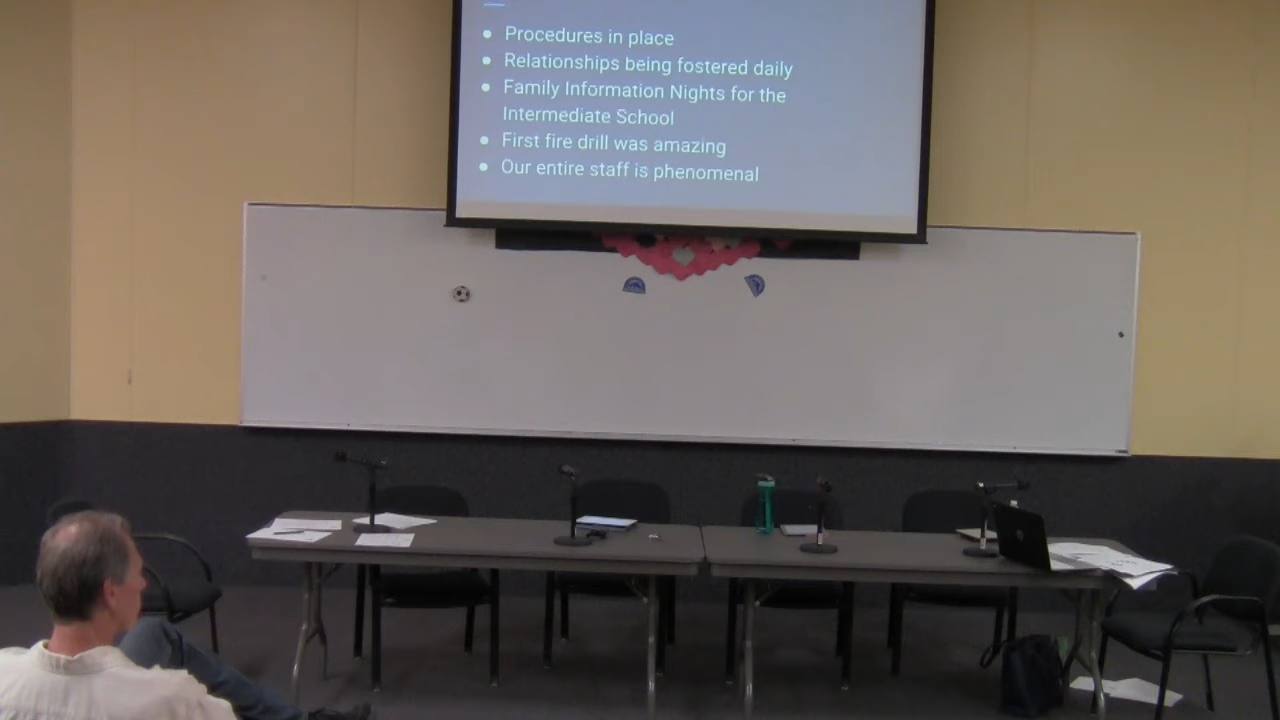 ● Procedures in place
● Relationships being fostered daily
● Family Information Nights for the
Intermediate School
● First fire drill was amazing
● Our entire staff is phenomenal